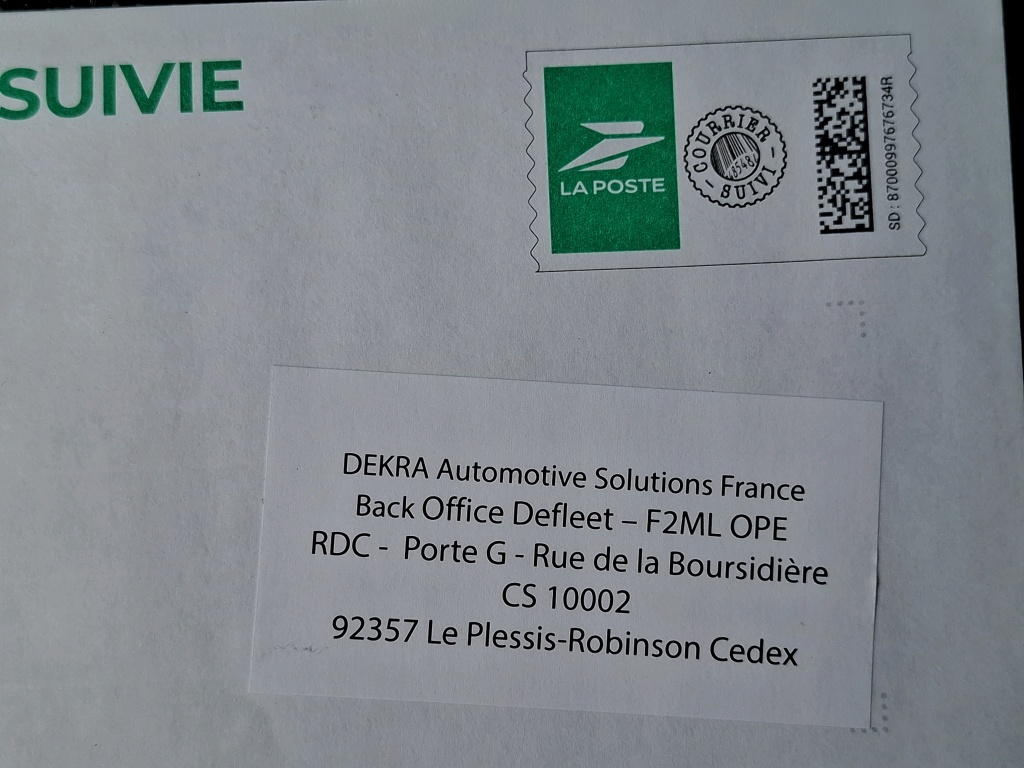 SUIVIE
LA POSTE
COURRIER
SUIVI
SD : 87000997676734R
DEKRA Automotive Solutions France
Back Office Defleet – F2ML OPE
RDC - Porte G - Rue de la Boursidière
CS 10002
92357 Le Plessis-Robinson Cedex